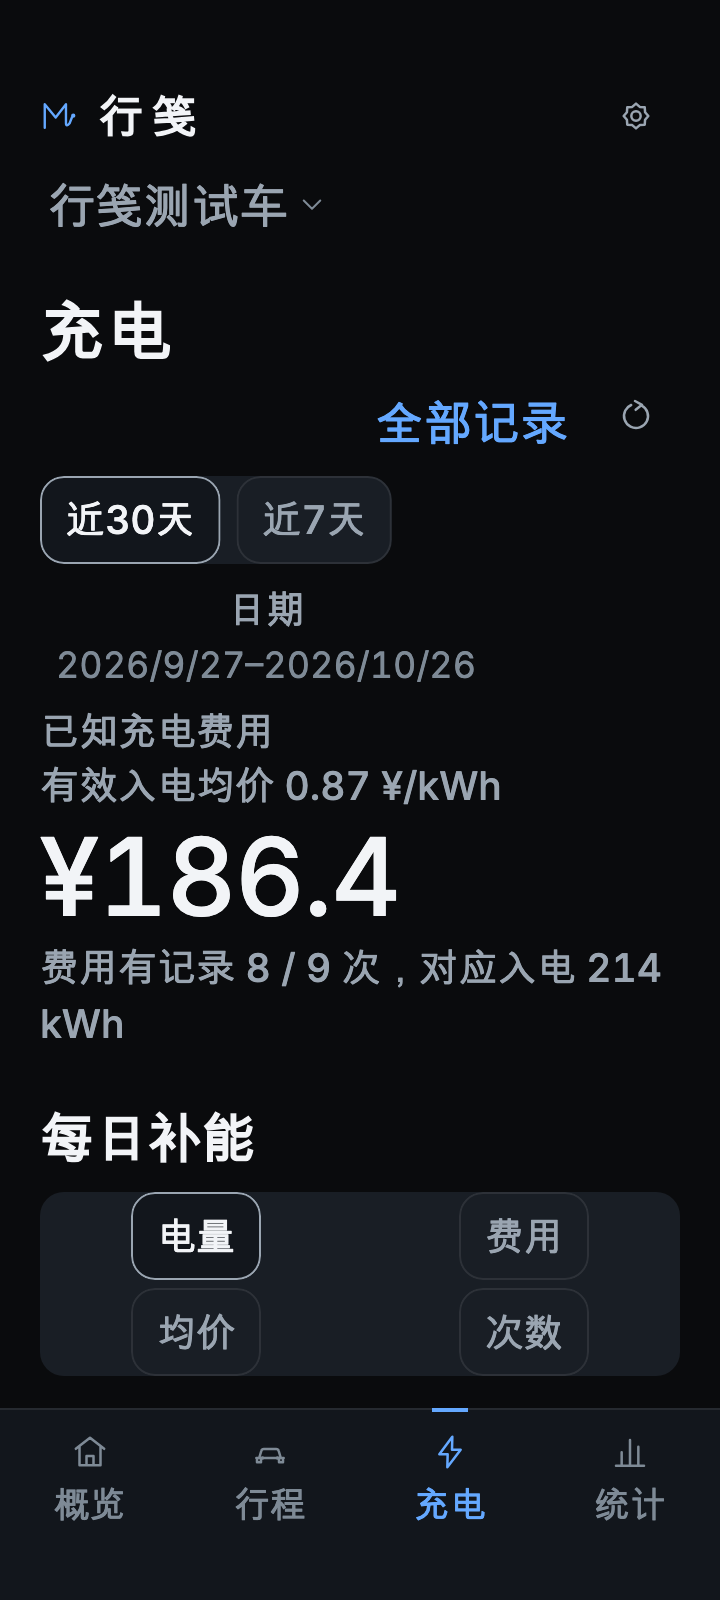 行笺
行笺测试车
充电
全部记录
近30天 近7天
日期
2026/9/27–2026/10/26
已知充电费用
有效入电均价 0.87 ¥/kWh
¥186.4
费用有记录 8 / 9 次，对应入电 214
kWh
每日补能
电量 费用
均价 次数
概览 行程 充电 统计